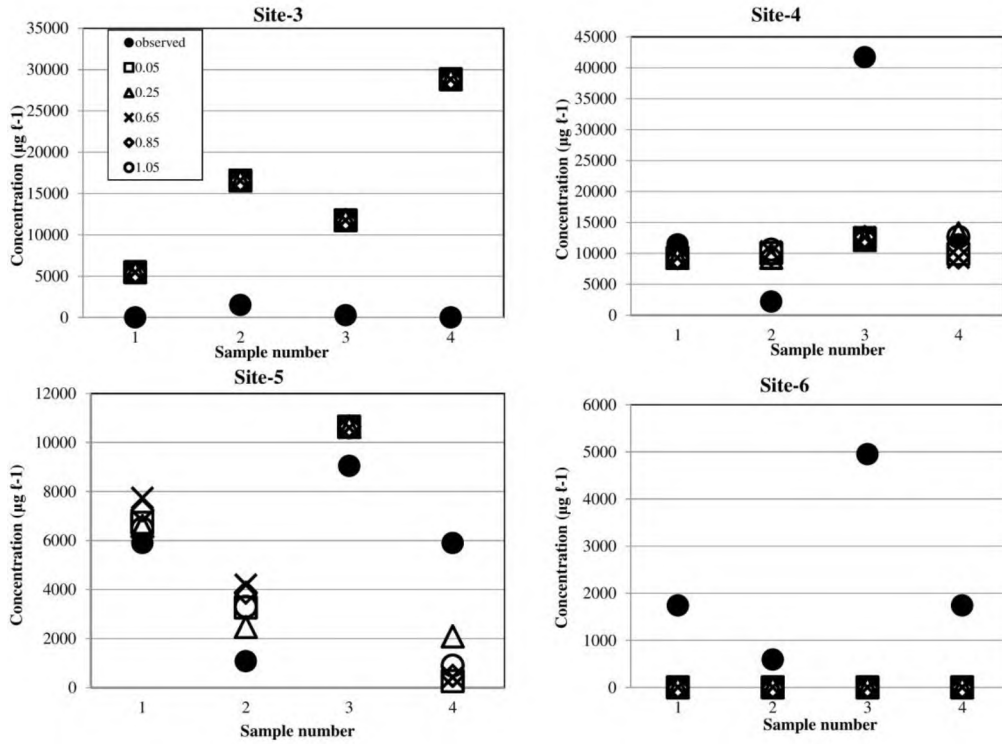 Site-3
Concentration (µg ℓ-1)
35000
30000
25000
20000
15000
10000
5000
0
observed
0.05
0.25
0.65
0.85
1.05
1 2 3 4
Sample number
Site-4
Concentration (µg ℓ-1)
45000
40000
35000
30000
25000
20000
15000
10000
5000
0
1 2 3 4
Sample number
Site-5
Concentration (µg ℓ-1)
12000
10000
8000
6000
4000
2000
0
1 2 3 4
Sample number
Site-6
Concentration (µg ℓ-1)
6000
5000
4000
3000
2000
1000
0
1 2 3 4
Sample number